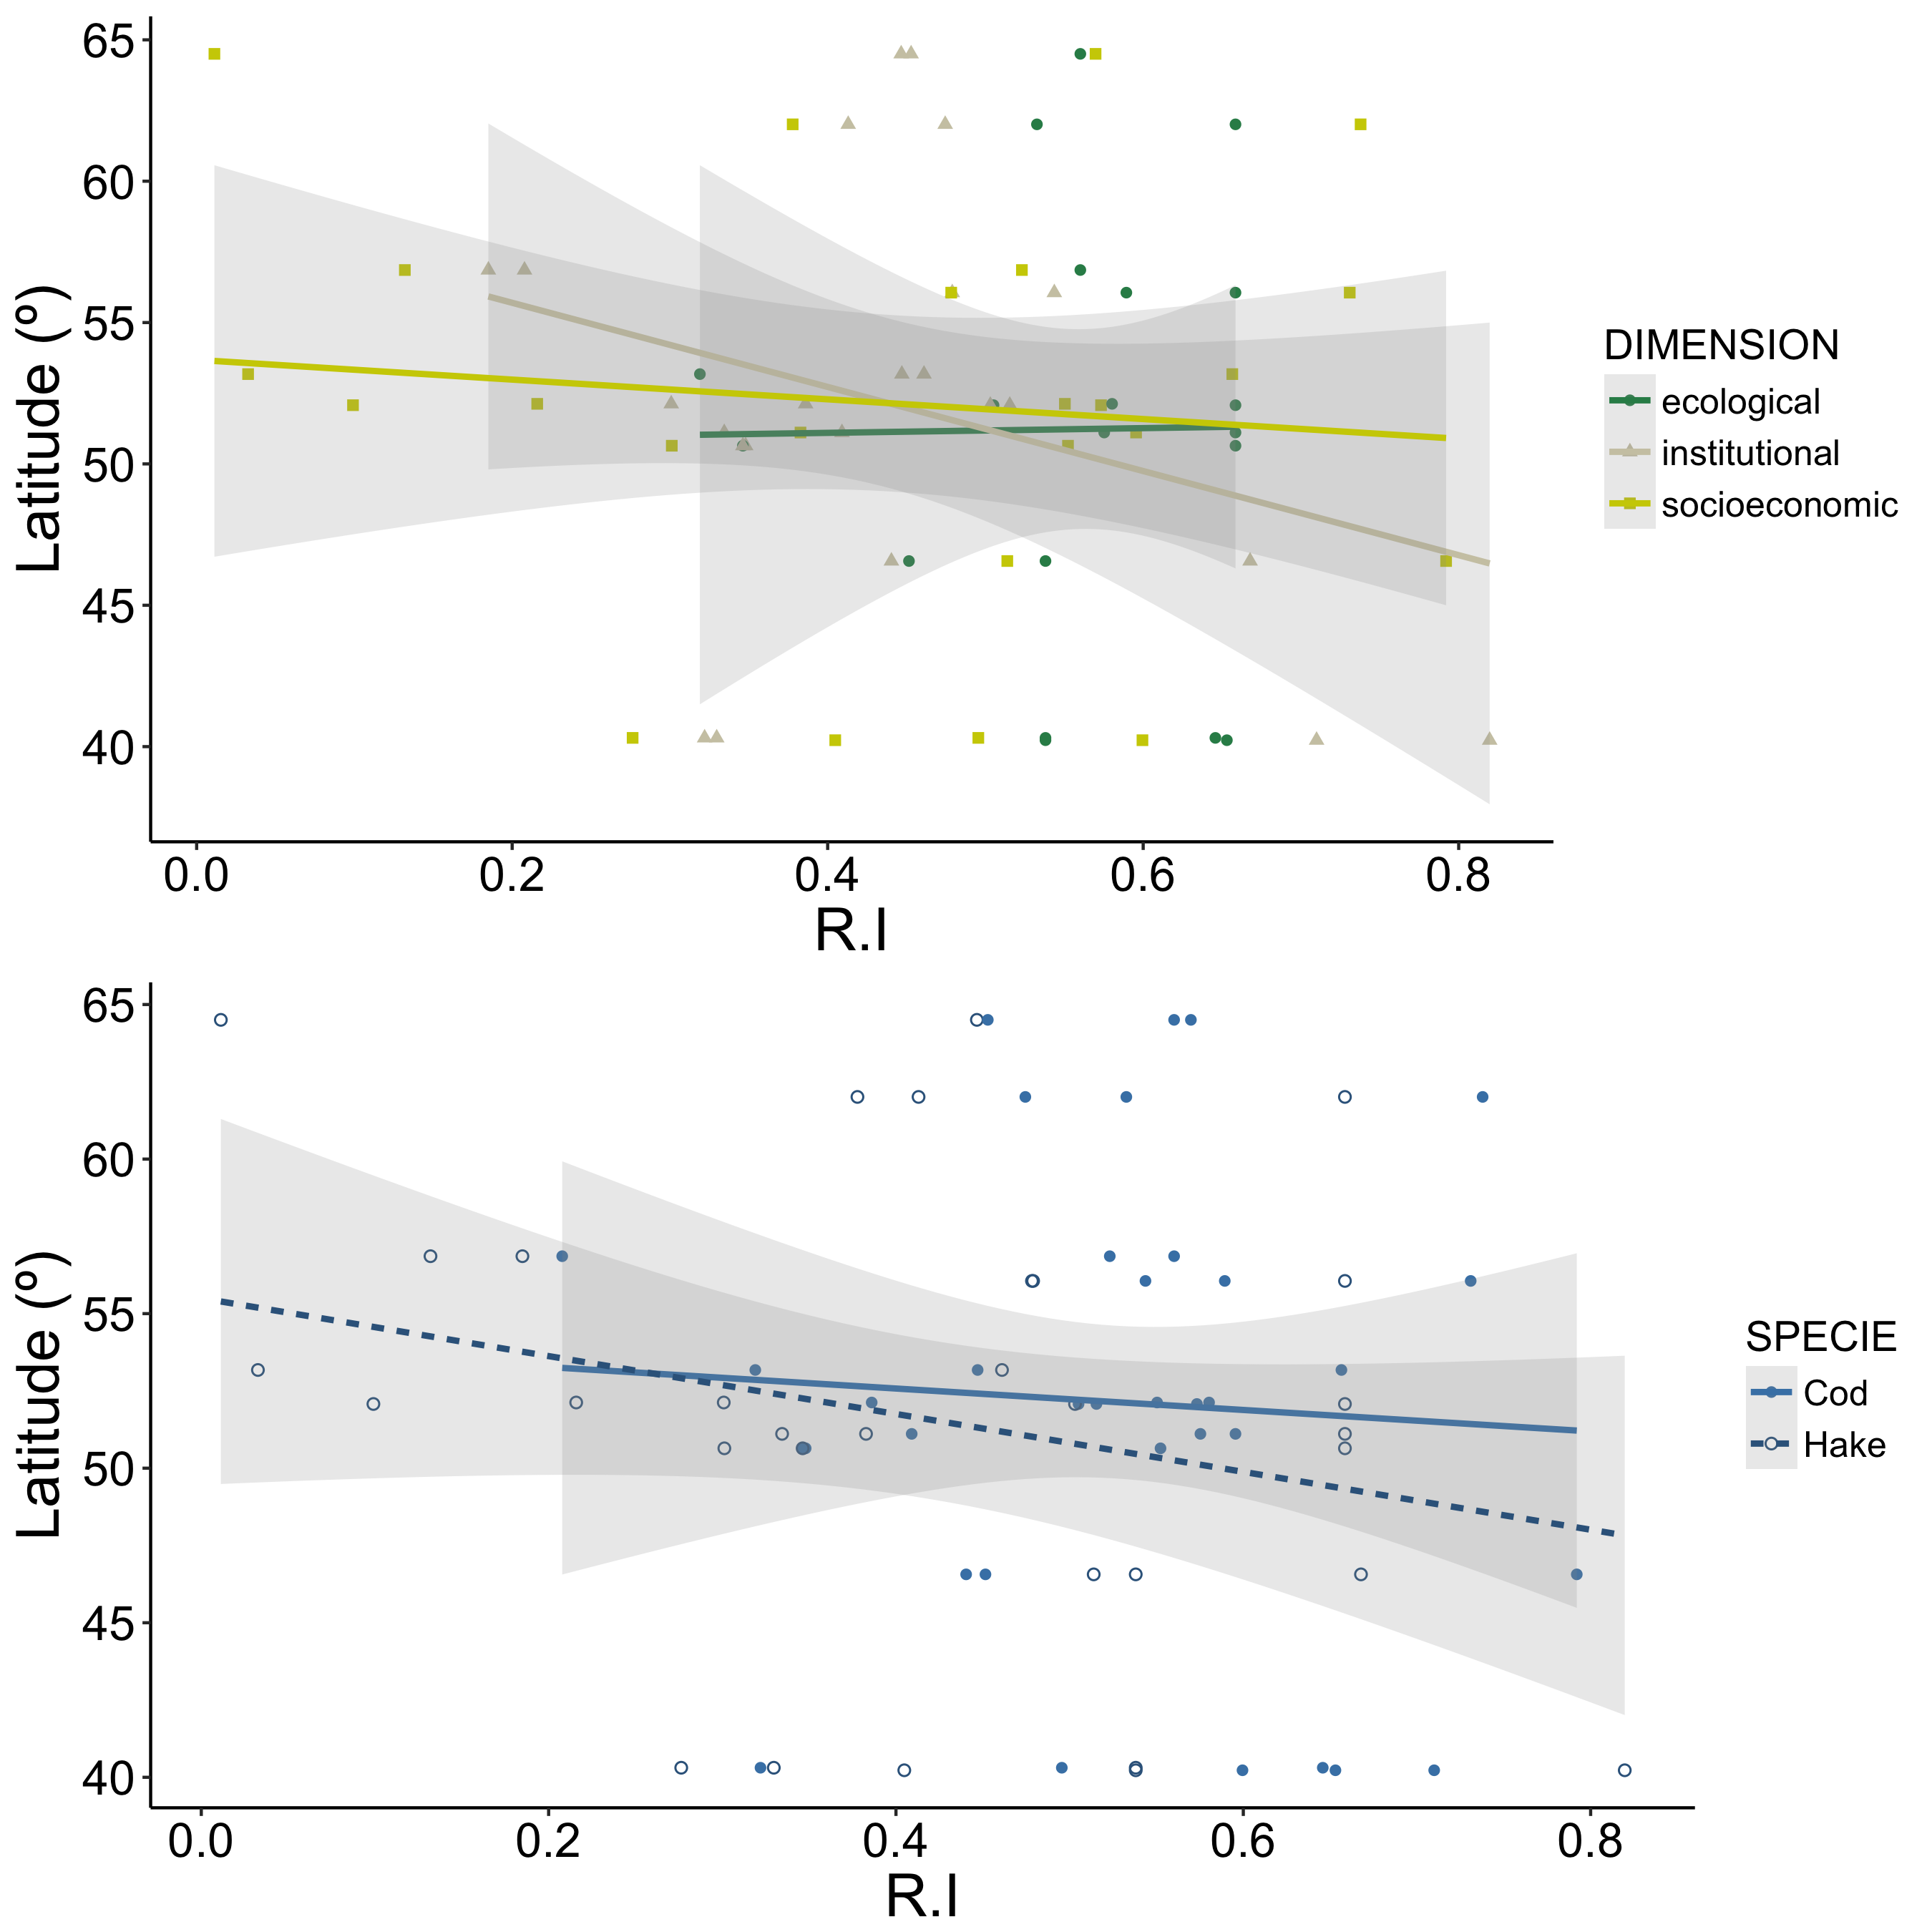 65
60
55
50
45
40
Latitude (º)
0.0 0.2 0.4 0.6 0.8
R.I
DIMENSION
ecological
institutional
socioeconomic
65
60
55
50
45
40
Latitude (º)
0.0 0.2 0.4 0.6 0.8
R.I
SPECIE
Cod
Hake